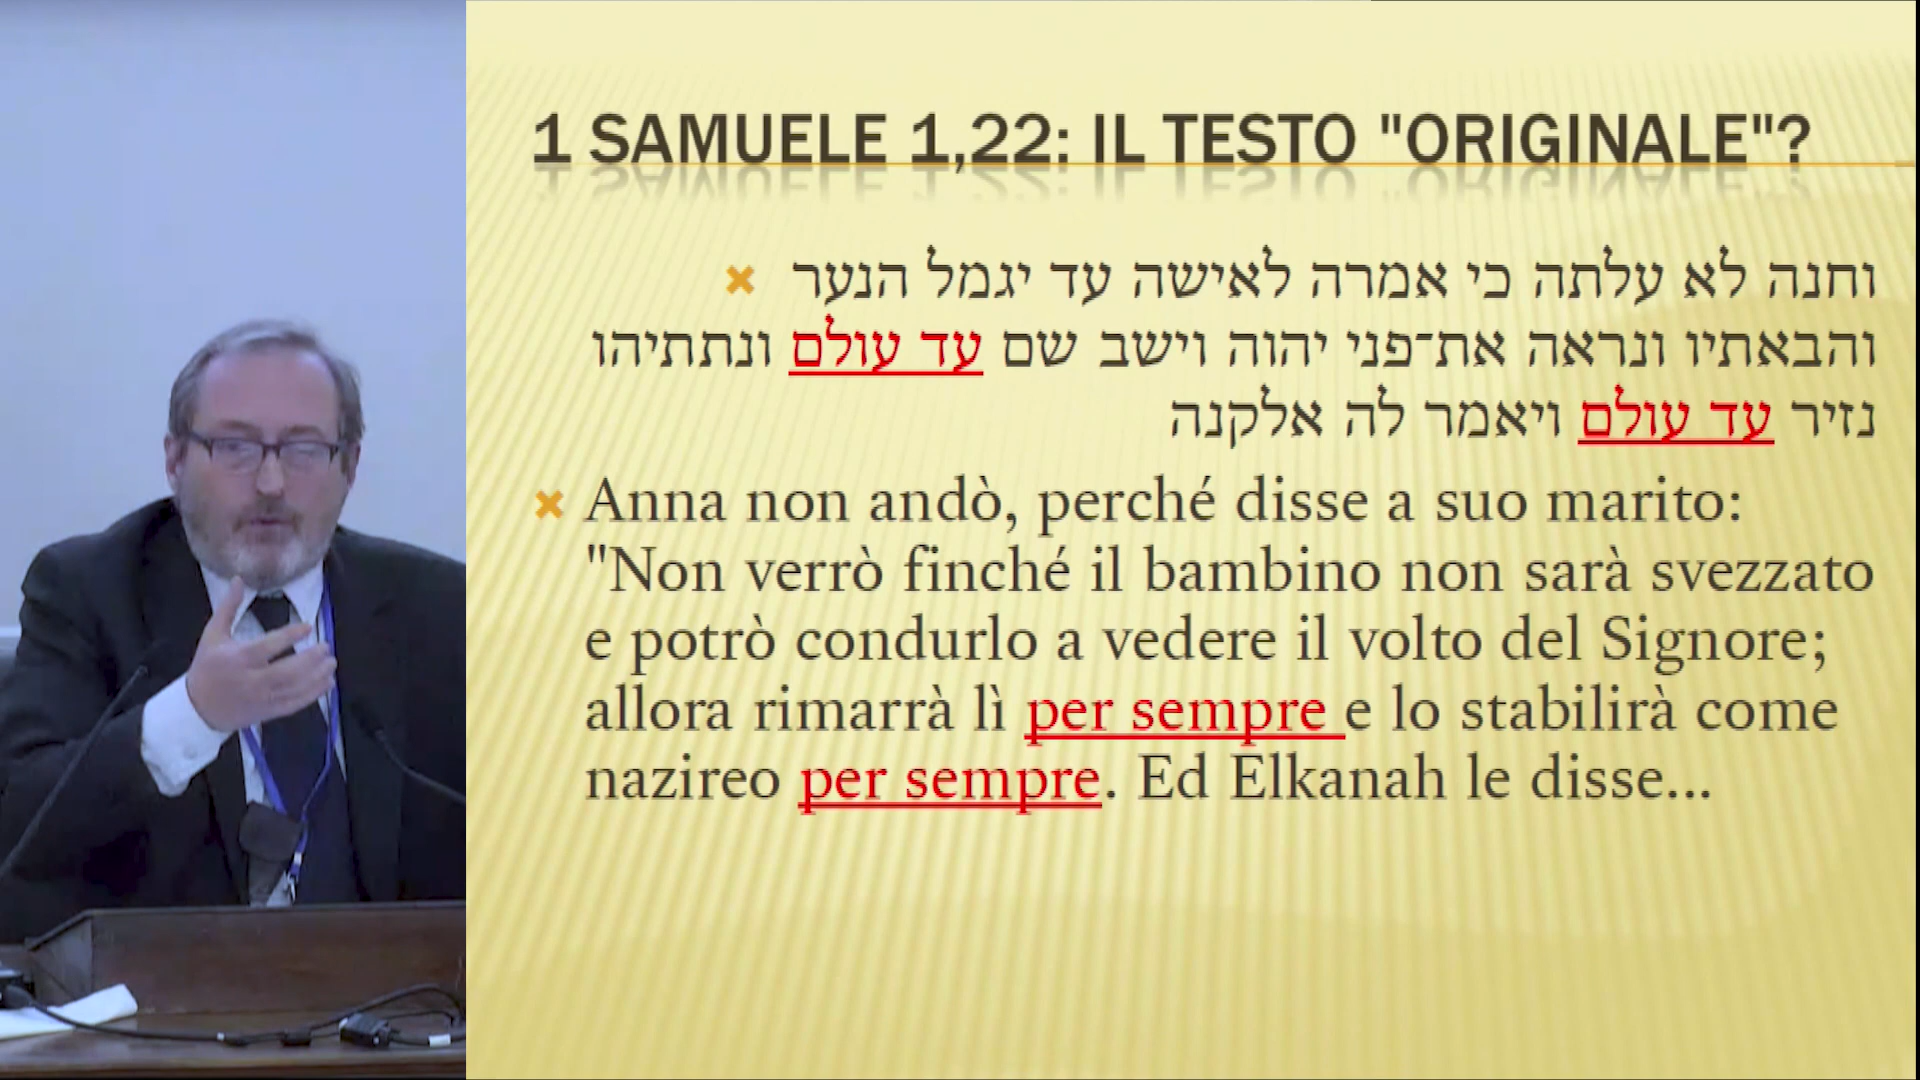 1 SAMUELE 1,22: IL TESTO "ORIGINALE"?
וחנה לא עלתה כי אמרה לאישה עד יגמל הנער
והבאתיו ונראה את־פני יהוה וישב שם עד עולם ונתתיהו
נזיר עד עולם ויאמר לה אלקנה
Anna non andò, perché disse a suo marito:
"Non verrò finché il bambino non sarà svezzato
e potrò condurlo a vedere il volto del Signore;
allora rimarrà lì per sempre e lo stabilirà come
nazireo per sempre. Ed Elkanah le disse...